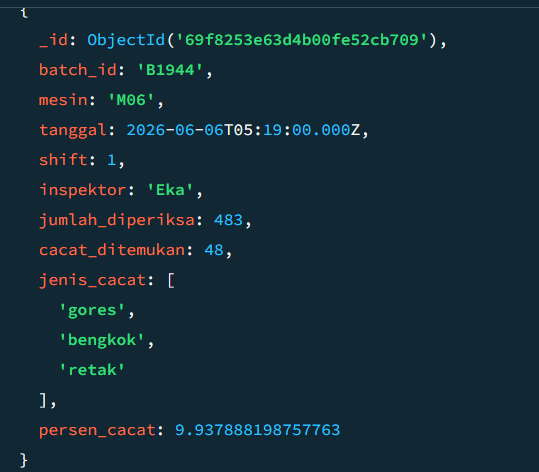 {
_id: ObjectId('69f8253e63d4b00fe52cb709'),
batch_id: 'B1944',
mesin: 'M06',
tanggal: 2026-06-06T05:19:00.000Z,
shift: 1,
inspektor: 'Eka',
jumlah_diperiksa: 483,
cacat_ditemukan: 48,
jenis_cacat: [
'gores',
'bengkok',
'retak'
],
persen_cacat: 9.937888198757763
}